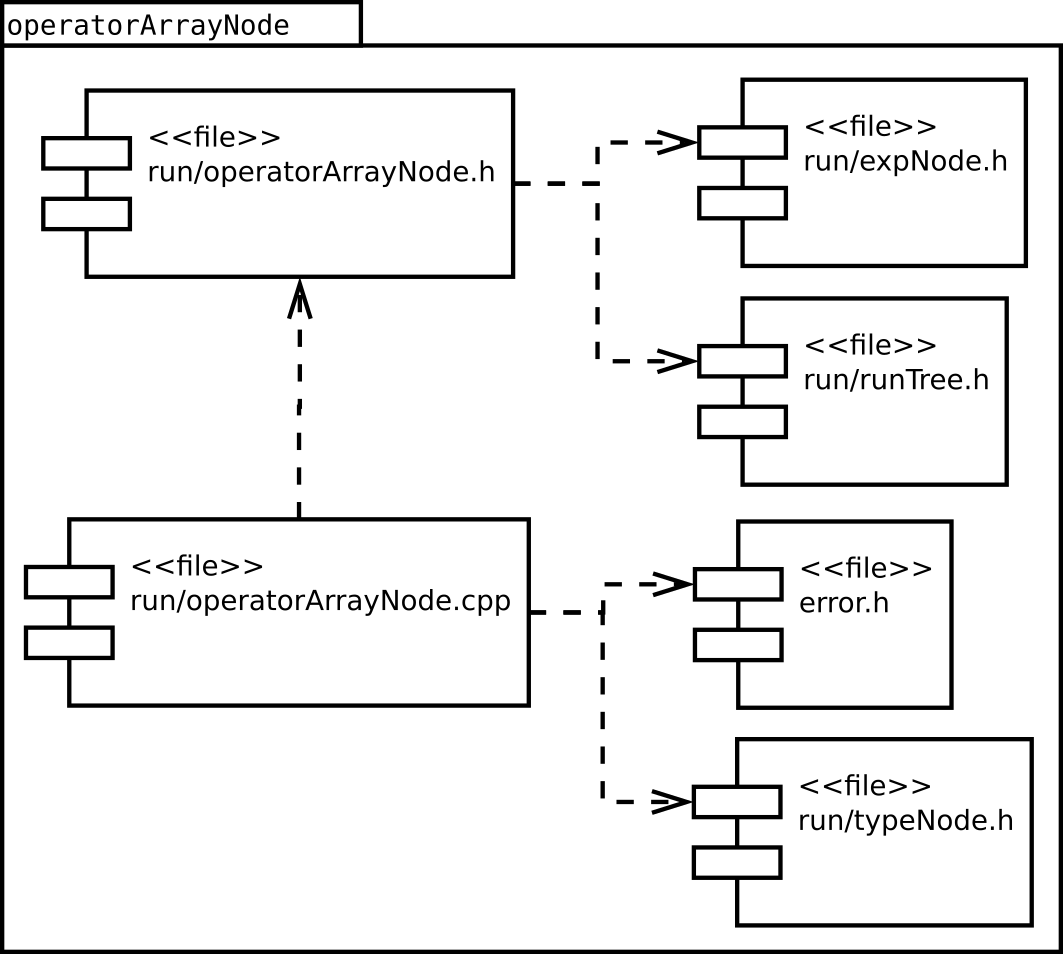 operatorArrayNode
<<file>>
run/operatorArrayNode.h
<<file>>
run/expNode.h
<<file>>
run/runTree.h
<<file>>
run/operatorArrayNode.cpp
<<file>>
error.h
<<file>>
run/typeNode.h